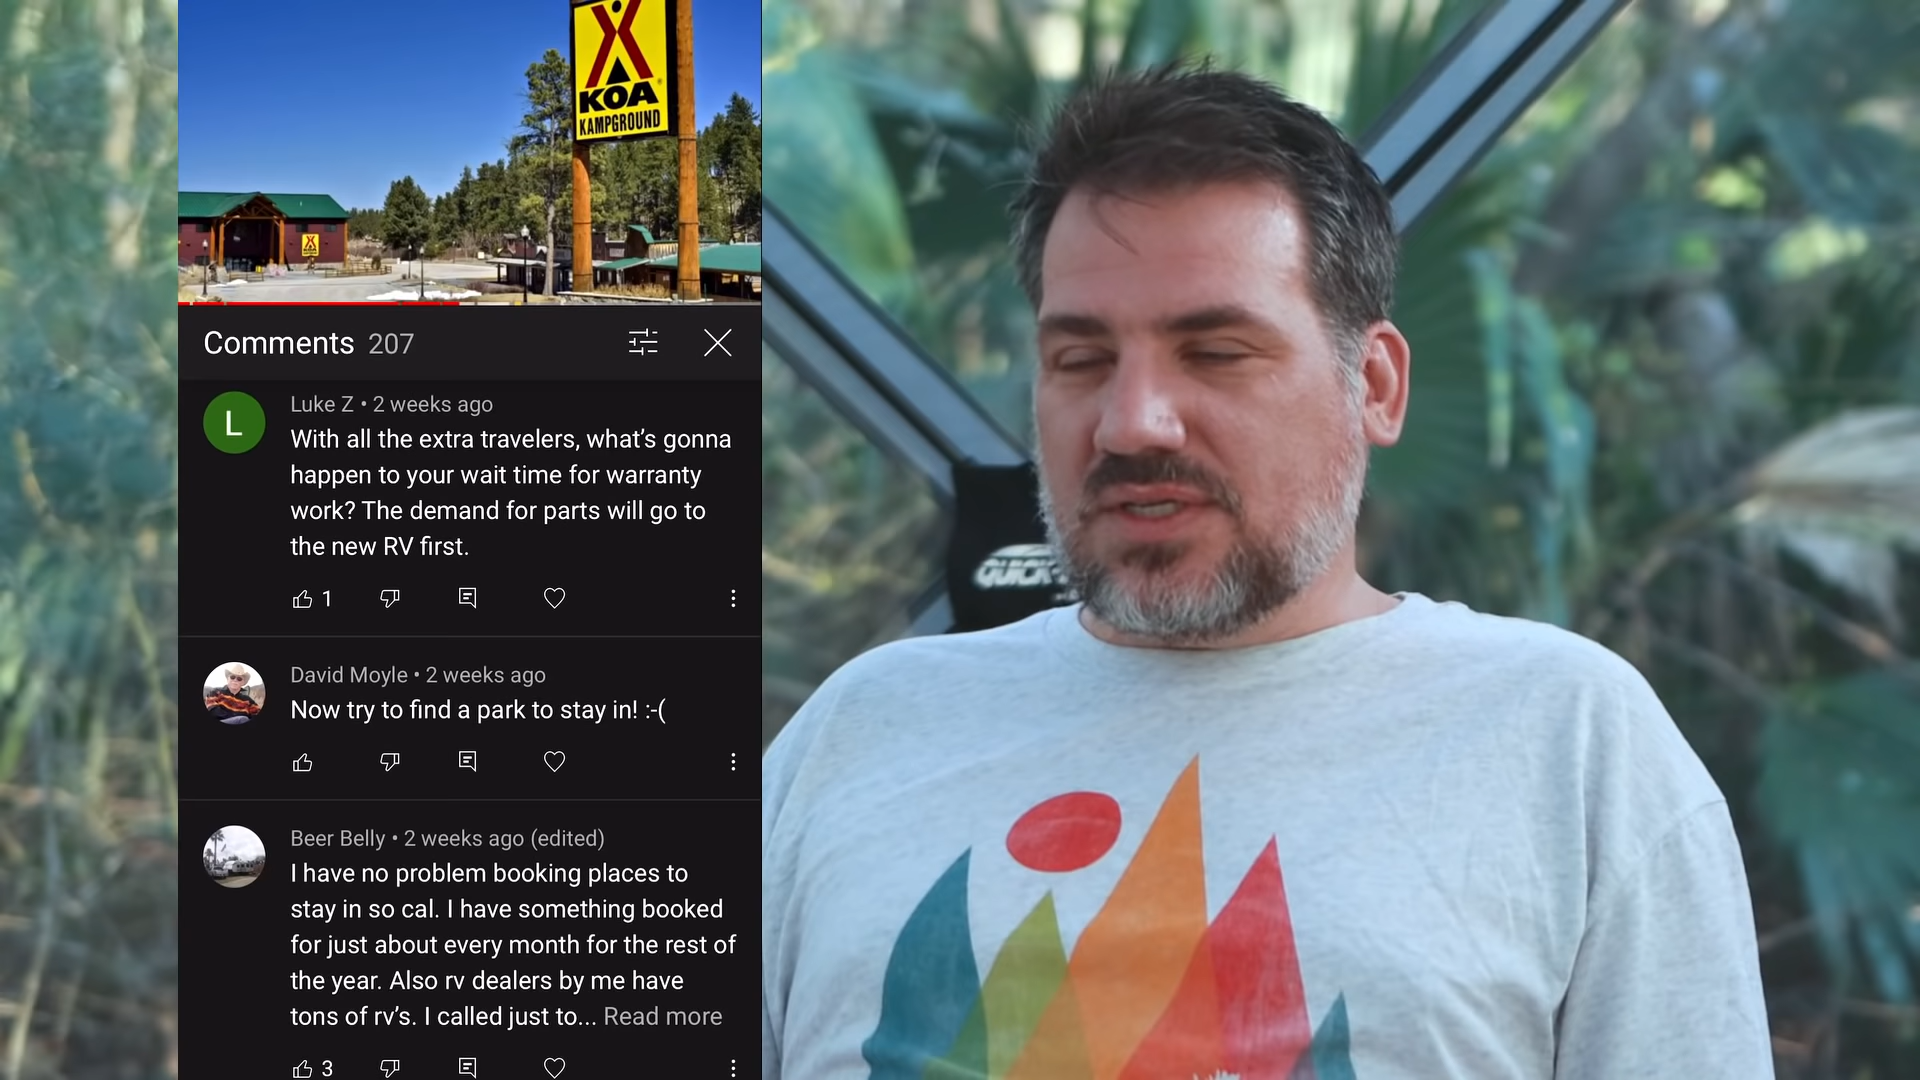 KOA
KAMPGROUND
Comments 207
L
Luke Z • 2 weeks ago
With all the extra travelers, what's gonna
happen to your wait time for warranty
work? The demand for parts will go to
the new RV first.
1
David Moyle • 2 weeks ago
Now try to find a park to stay in! :-(
Beer Belly • 2 weeks ago (edited)
I have no problem booking places to
stay in so cal. I have something booked
for just about every month for the rest of
the year. Also rv dealers by me have
tons of rv's. I called just to... Read more
3
QUICK